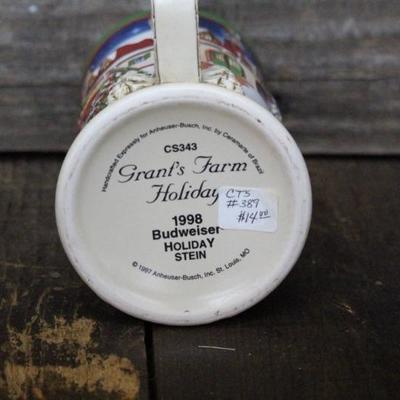 Handcrafted Expressly for Anheuser-Busch, Inc. by Ceramarte of Brazil
CS343
Grant's Farm
Holiday
1998
Budweiser
HOLIDAY
STEIN
© 1997 Anheuser-Busch, Inc. St. Louis, MO
CTS
#389
$14.00